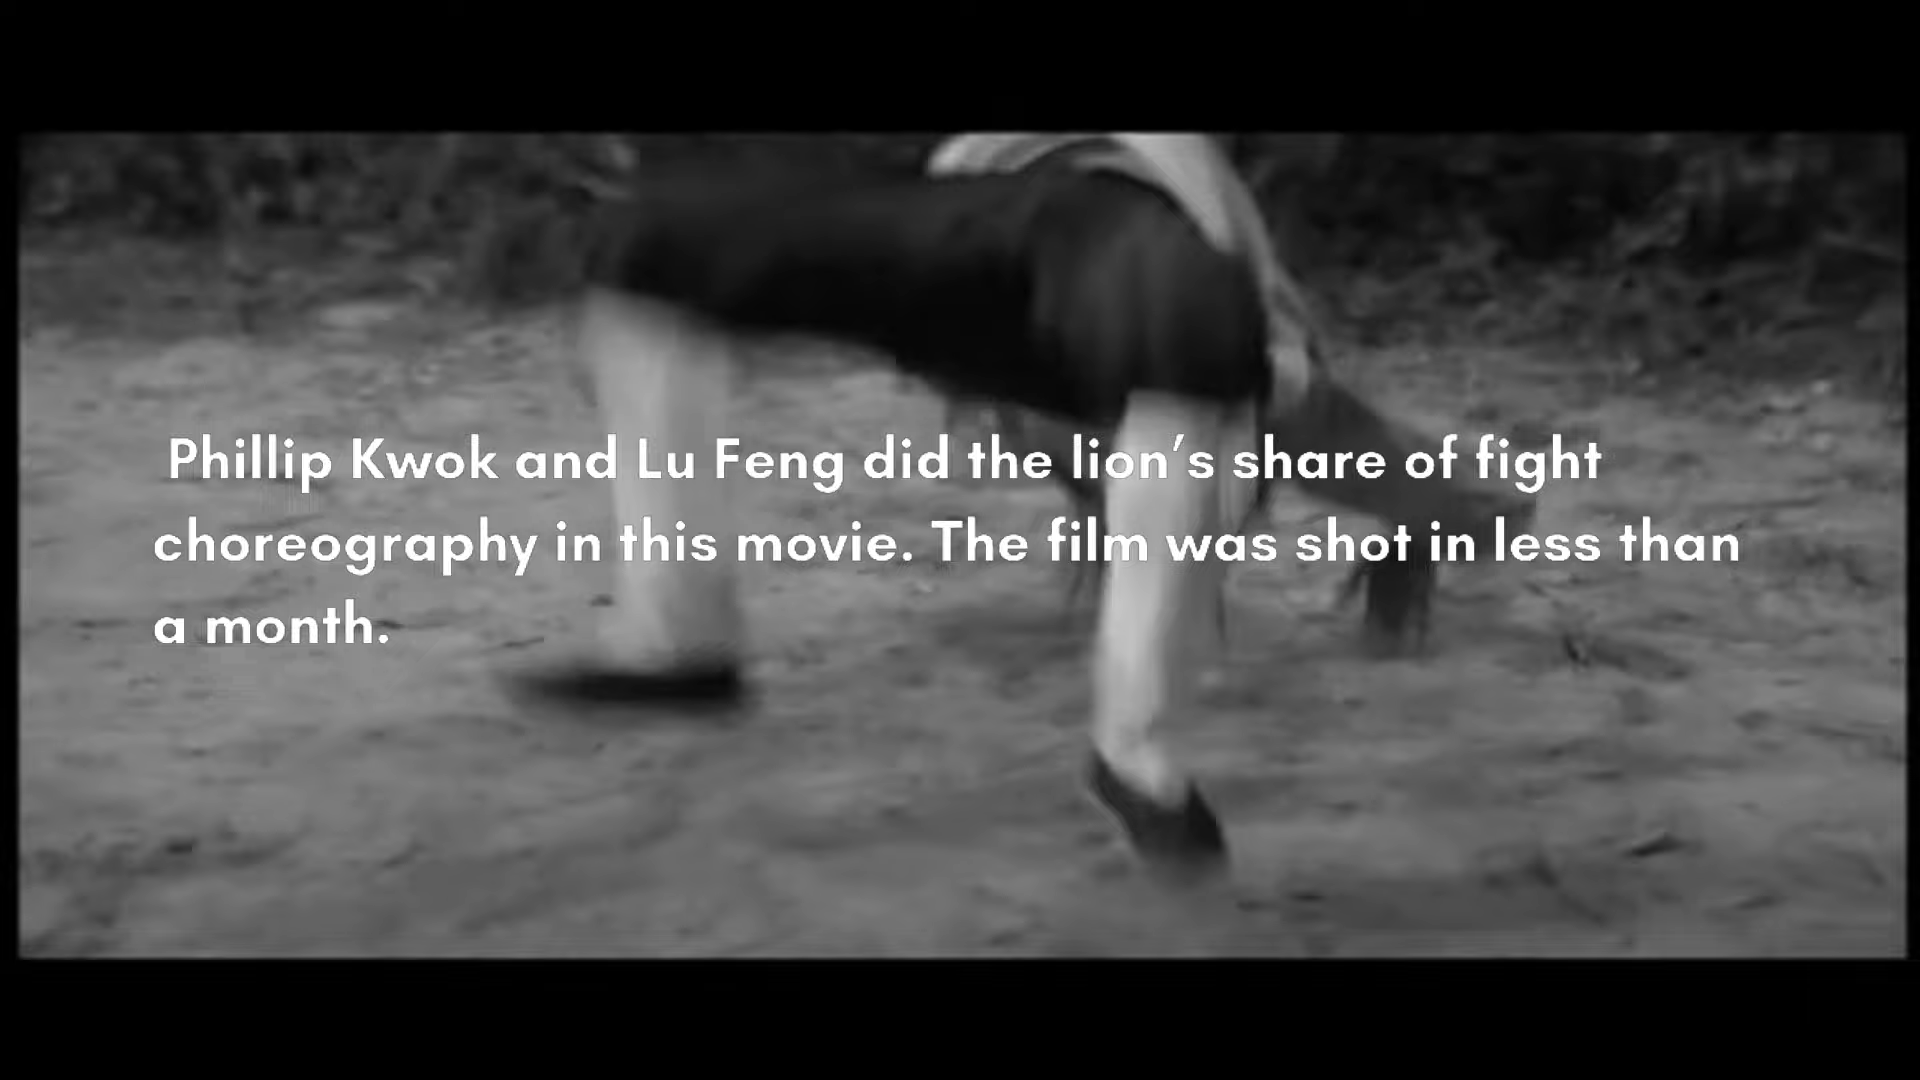 Phillip Kwok and Lu Feng did the lion’s share of fight
choreography in this movie. The film was shot in less than
a month.